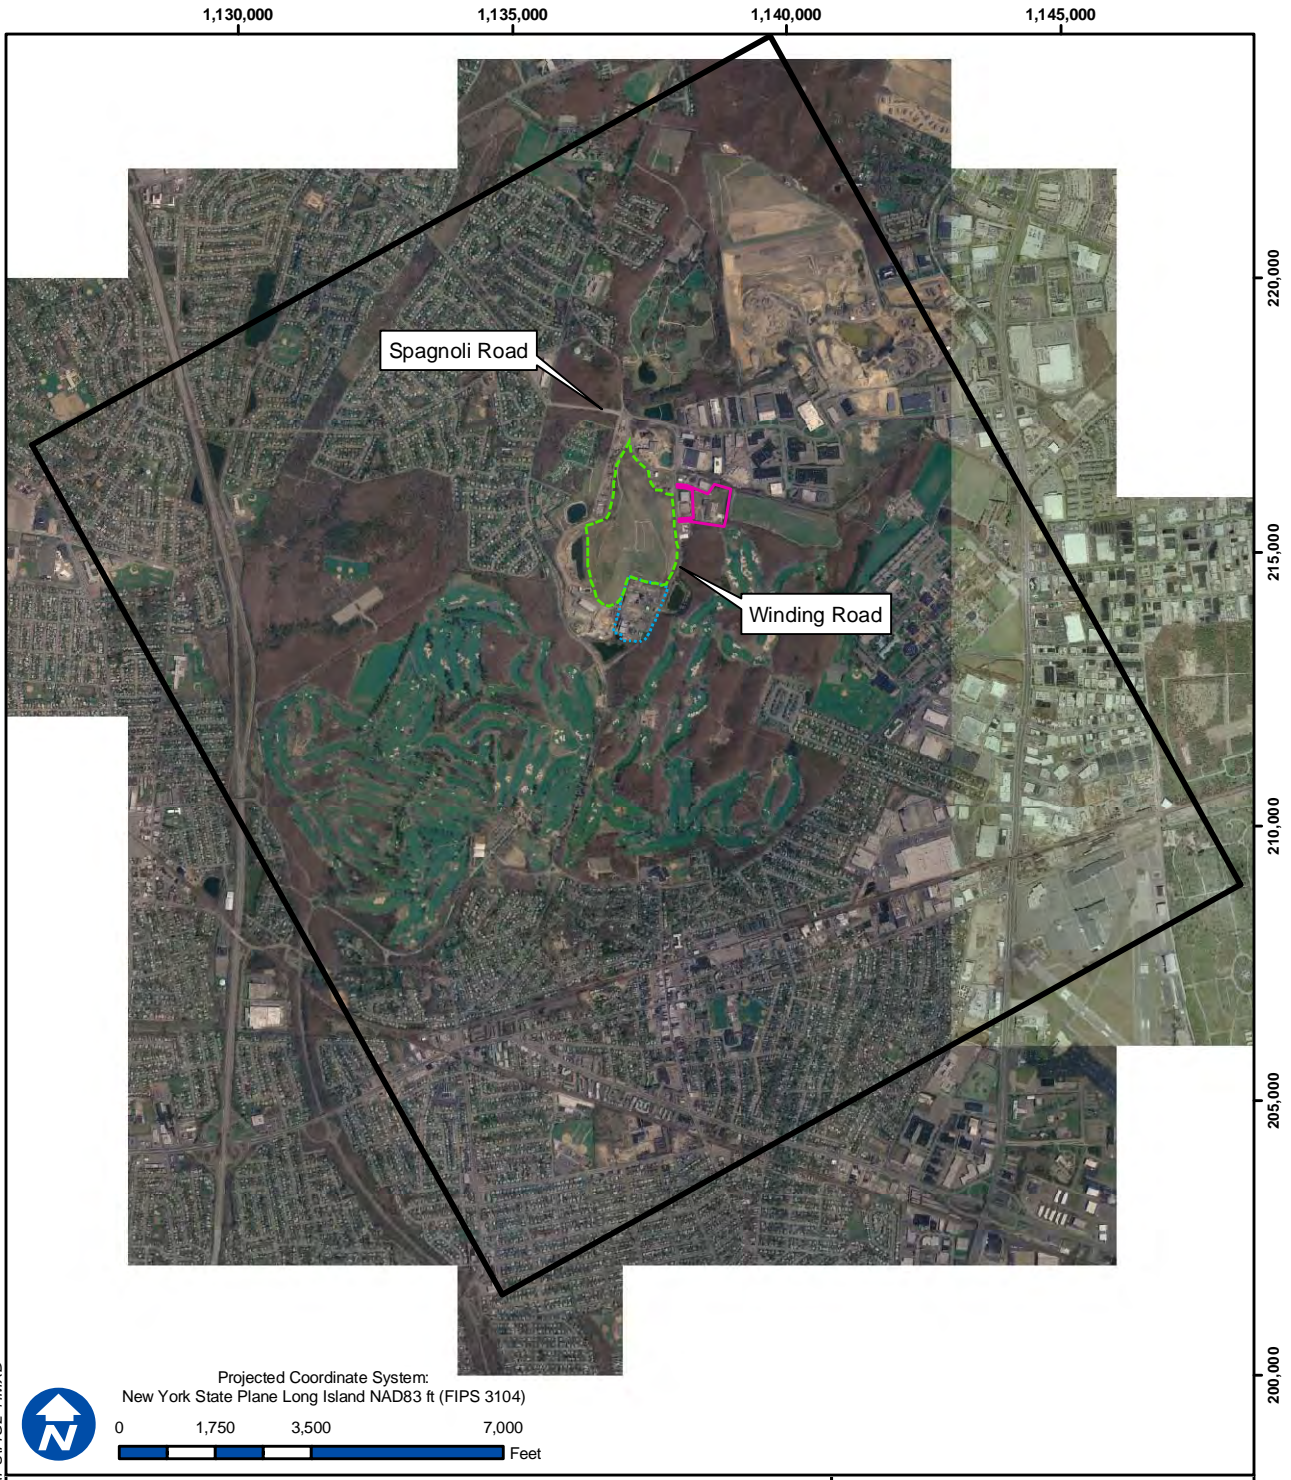 1,130,000
1,135,000
1,140,000
1,145,000
220,000
Spagnoli Road
215,000
Winding Road
210,000
205,000
200,000
Projected Coordinate System:
New York State Plane Long Island NAD83 ft (FIPS 3104)
N
0 1,750 3,500 7,000
Feet